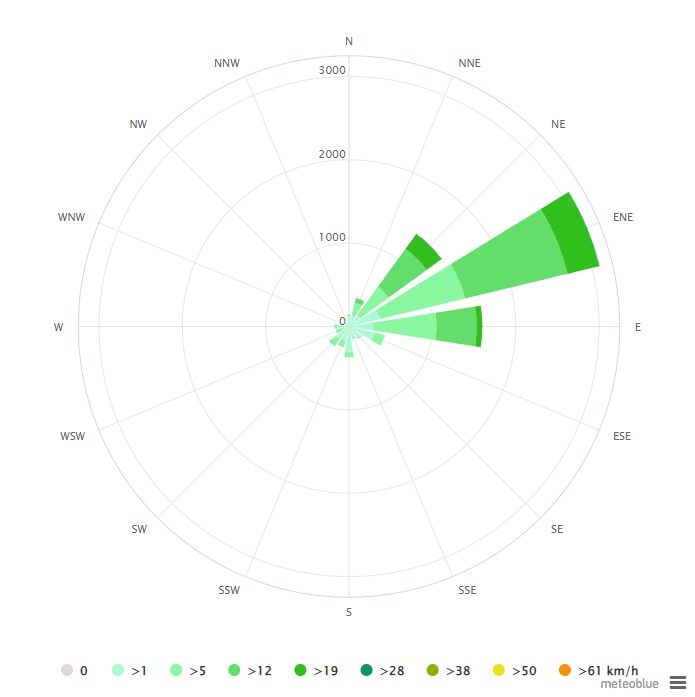 N
NNW
NNE
3000
NW
NE
2000
WNW
ENE
1000
0
W
E
WSW
ESE
SW
SE
SSW
SSE
S
0 >1 >5 >12 >19 >28 >38 >50 >61 km/h
meteoblue